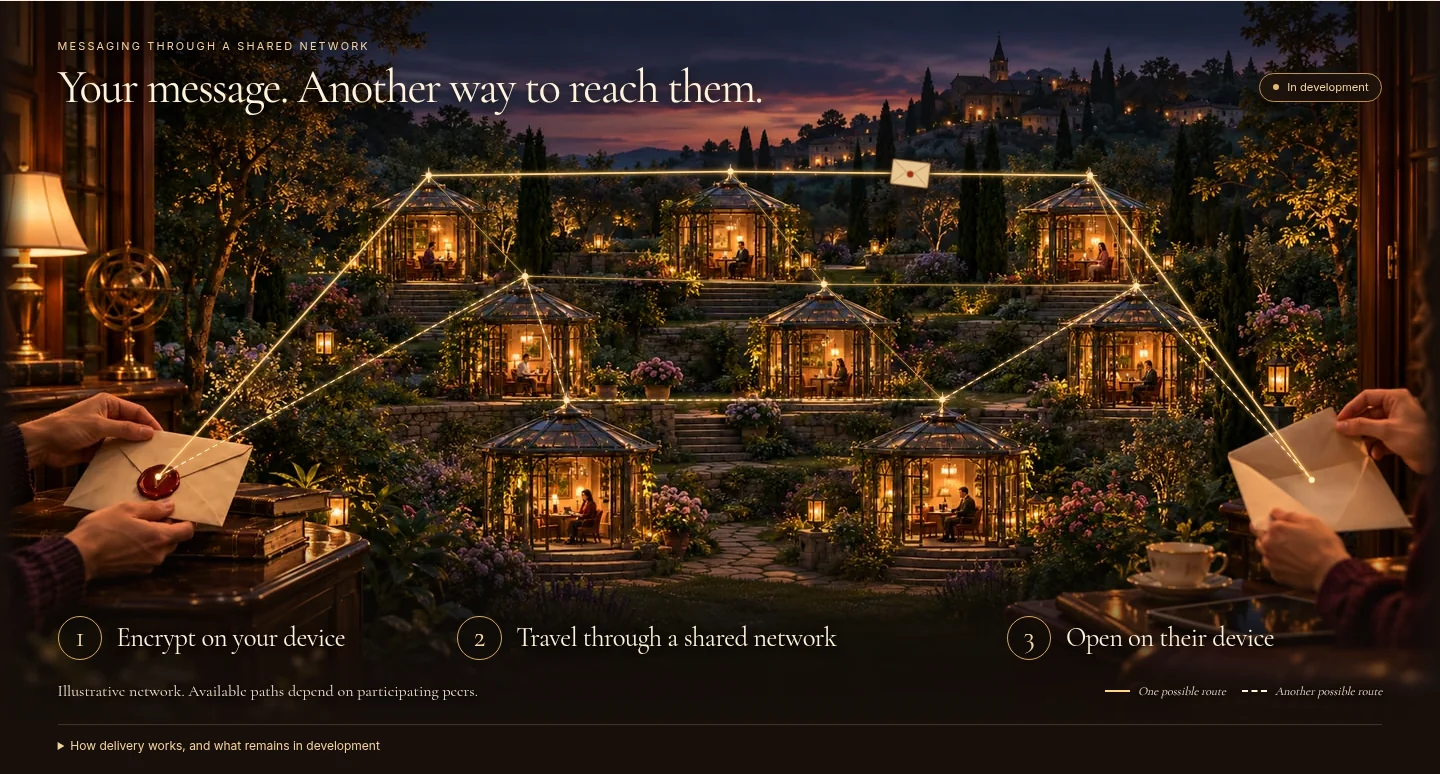 MESSAGING THROUGH A SHARED NETWORK
Your message. Another way to reach them.
In development
1 Encrypt on your device
2 Travel through a shared network
3 Open on their device
Illustrative network. Available paths depend on participating peers.
One possible route
Another possible route
How delivery works, and what remains in development